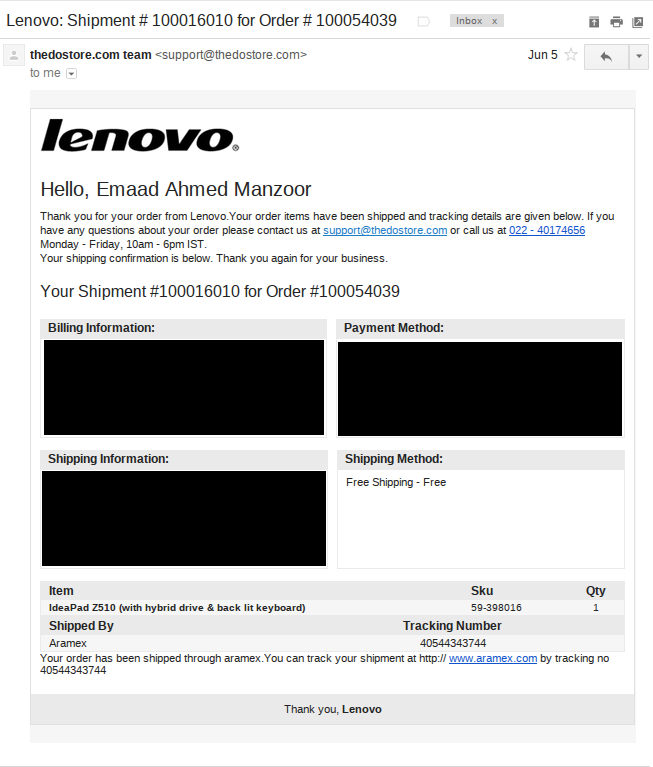 Lenovo: Shipment # 100016010 for Order # 100054039
Inbox x
thedostore.com team <support@thedostore.com>
Jun 5
to me
lenovo®
Hello, Emaad Ahmed Manzoor
Thank you for your order from Lenovo.Your order items have been shipped and tracking details are given below. If you
have any questions about your order please contact us at support@thedostore.com or call us at 022 - 40174656
Monday - Friday, 10am - 6pm IST.
Your shipping confirmation is below. Thank you again for your business.
Your Shipment #100016010 for Order #100054039
Billing Information:
Payment Method:
Shipping Information:
Shipping Method:
Free Shipping - Free
Item Sku Qty
IdeaPad Z510 (with hybrid drive & back lit keyboard) 59-398016 1
Shipped By Tracking Number
Aramex 40544343744
Your order has been shipped through aramex.You can track your shipment at http:// www.aramex.com by tracking no
40544343744
Thank you, Lenovo